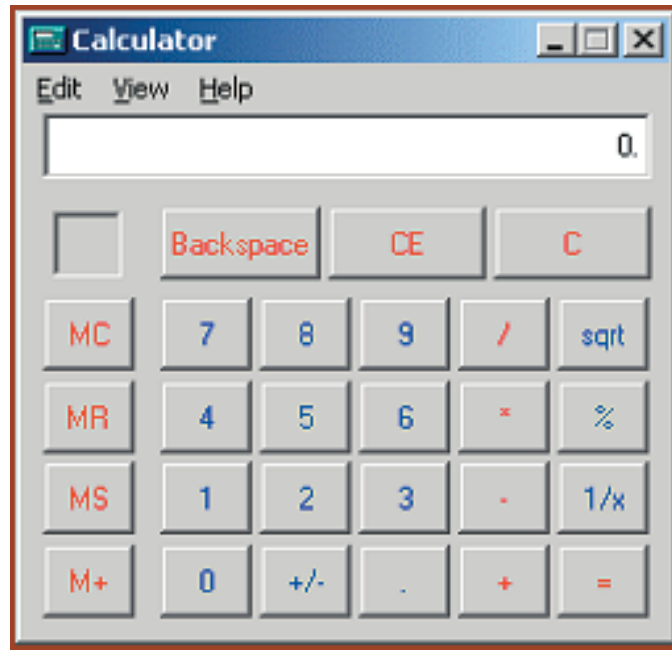 Calculator
Edit View Help
0.
Backspace CE C
MC 7 8 9 / sqrt
MR 4 5 6 * %
MS 1 2 3 - 1/x
M+ 0 +/- . + =